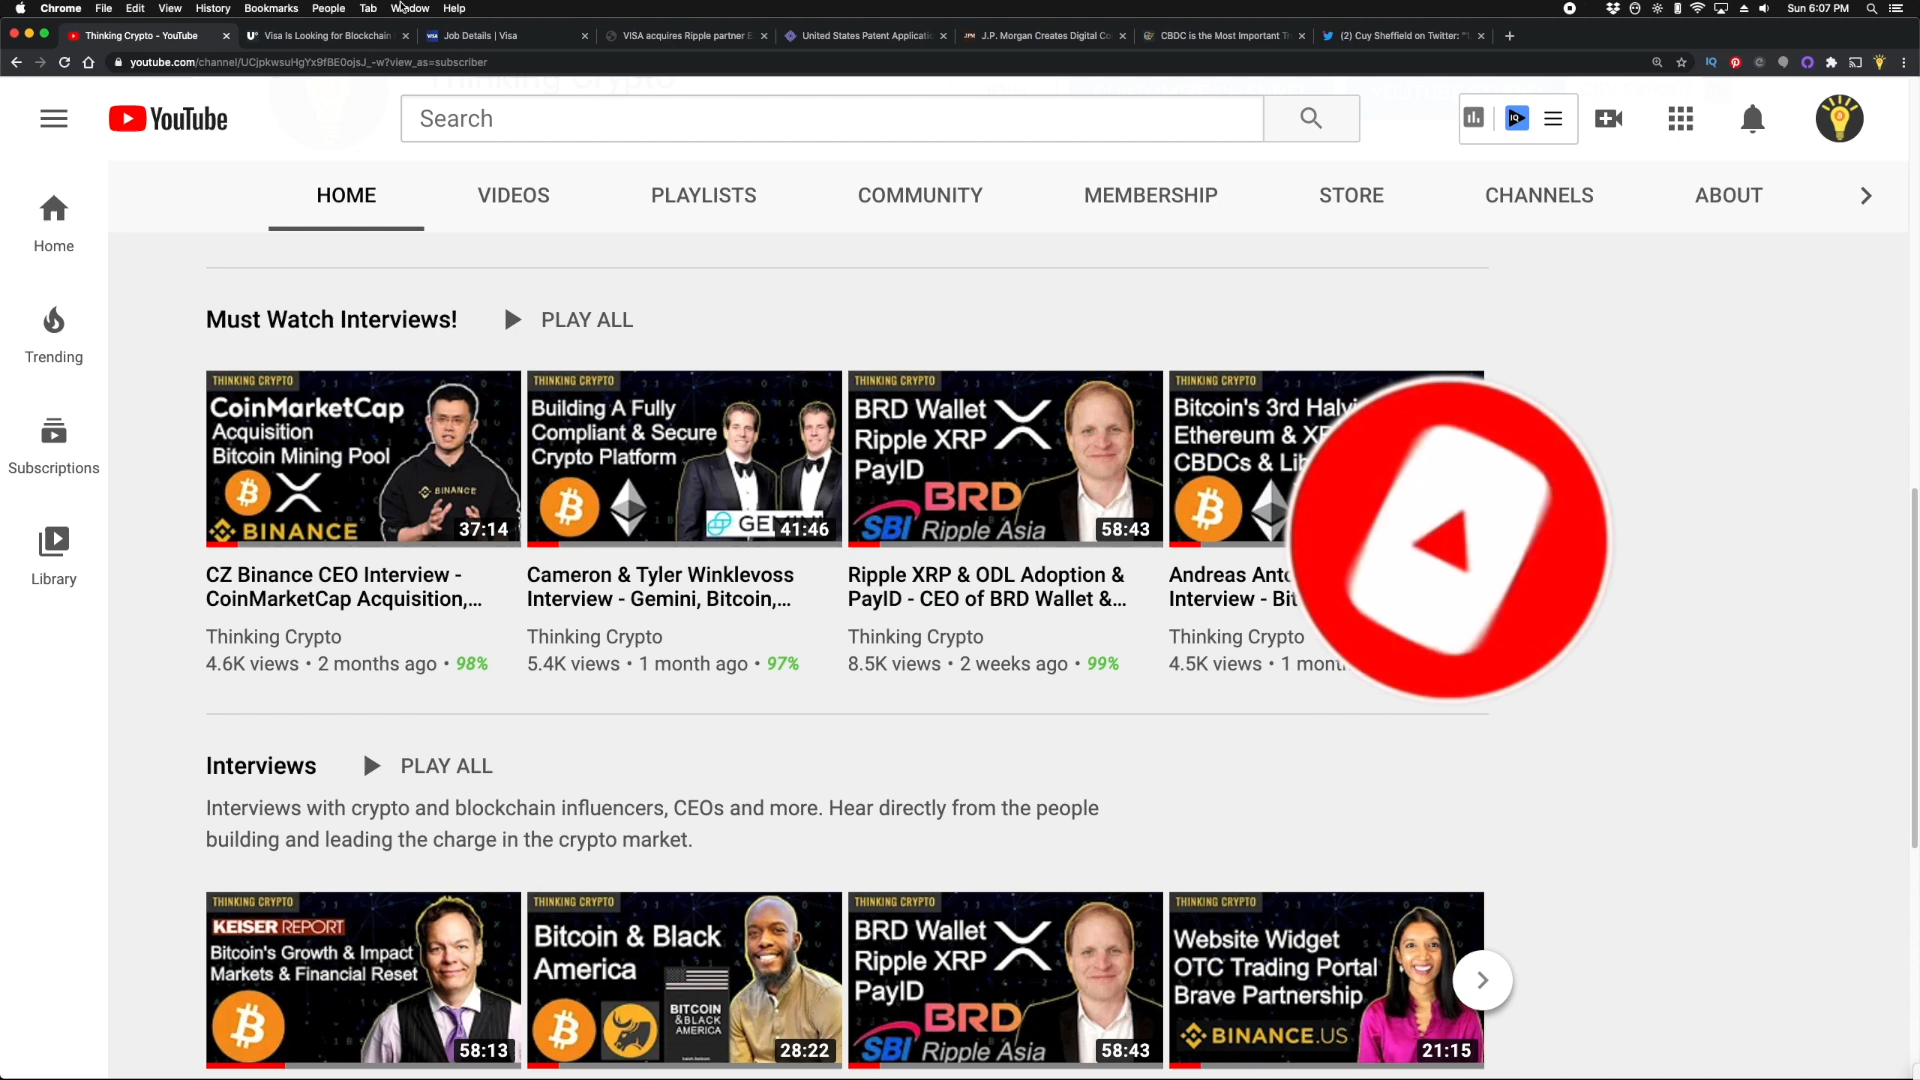 Chrome File Edit View History Bookmarks People Tab Window Help Sun 6:07 PM
Thinking Crypto - YouTube
Visa Is Looking for Blockchain
Job Details | Visa
VISA acquires Ripple partner E
United States Patent Applicati
J.P. Morgan Creates Digital Co
CBDC is the Most Important T
(2) Cuy Sheffield on Twitter: "
youtube.com/channel/UCjpkwsuHgYx9fBE0ojsJ_-w?view_as=subscriber
YouTube
Search
HOME VIDEOS PLAYLISTS COMMUNITY MEMBERSHIP STORE CHANNELS ABOUT
Home
Trending
Subscriptions
Library
Must Watch Interviews! PLAY ALL
THINKING CRYPTO
CoinMarketCap
Acquisition
Bitcoin Mining Pool
BINANCE
BINANCE
37:14
THINKING CRYPTO
Building A Fully
Compliant & Secure
Crypto Platform
41:46
THINKING CRYPTO
BRD Wallet
Ripple XRP
PayID
BRD
SBI Ripple Asia
58:43
THINKING CRYPTO
Bitcoin's 3rd Halvi
Ethereum & XR
CBDCs & Lib
CZ Binance CEO Interview -
CoinMarketCap Acquisition,...
Thinking Crypto
4.6K views • 2 months ago • 98%
Cameron & Tyler Winklevoss
Interview - Gemini, Bitcoin,...
Thinking Crypto
5.4K views • 1 month ago • 97%
Ripple XRP & ODL Adoption &
PayID - CEO of BRD Wallet &...
Thinking Crypto
8.5K views • 2 weeks ago • 99%
Andreas Ant
Interview - Bit
Thinking Crypto
4.5K views • 1 mont
Interviews PLAY ALL
Interviews with crypto and blockchain influencers, CEOs and more. Hear directly from the people
building and leading the charge in the crypto market.
THINKING CRYPTO
KEISER REPORT
Bitcoin's Growth & Impact
Markets & Financial Reset
58:13
THINKING CRYPTO
Bitcoin & Black
America
BITCOIN
&BLACK
AMERICA
28:22
THINKING CRYPTO
BRD Wallet
Ripple XRP
PayID
BRD
SBI Ripple Asia
58:43
THINKING CRYPTO
Website Widget
OTC Trading Portal
Brave Partnership
BINANCE.US
21:15